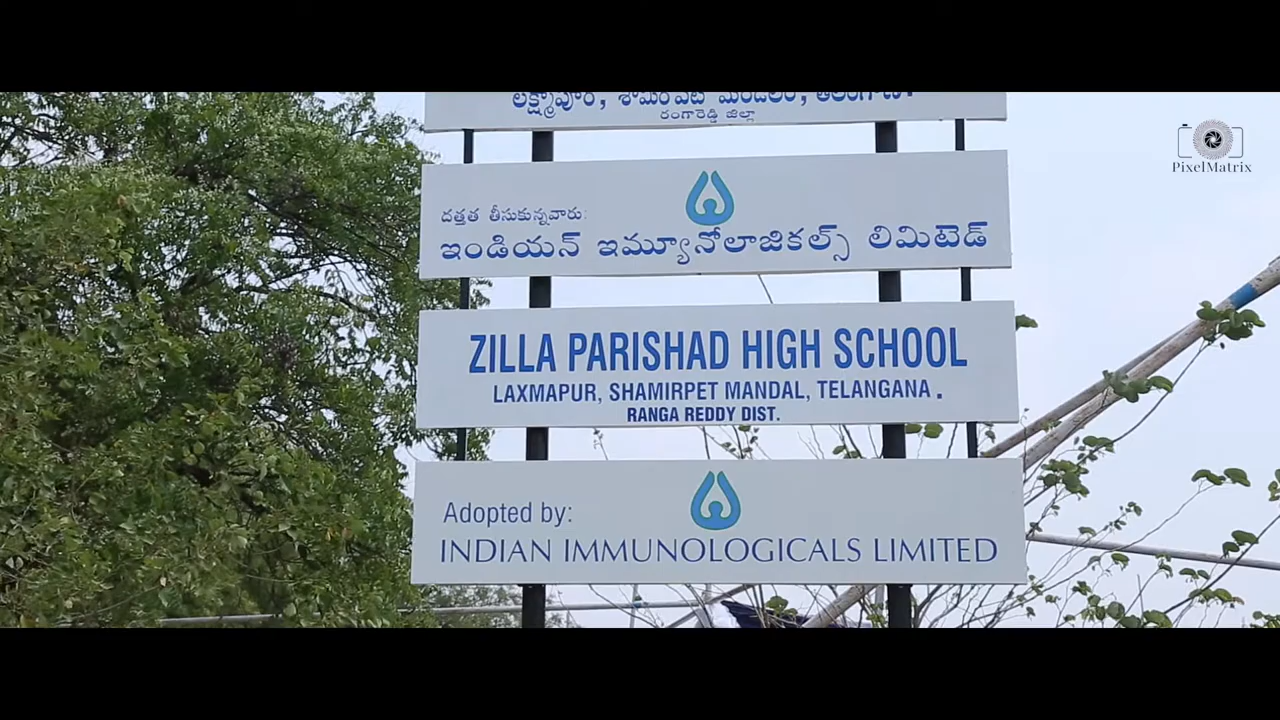 లక్ష్మాపూర్, శామీర్‌పేట మండలం, తెలంగాణ.
రంగారెడ్డి జిల్లా
PixelMatrix
దత్తత తీసుకున్నవారు:
ఇండియన్ ఇమ్యూనోలాజికల్స్ లిమిటెడ్
ZILLA PARISHAD HIGH SCHOOL
LAXMAPUR, SHAMIRPET MANDAL, TELANGANA.
RANGA REDDY DIST.
Adopted by:
INDIAN IMMUNOLOGICALS LIMITED